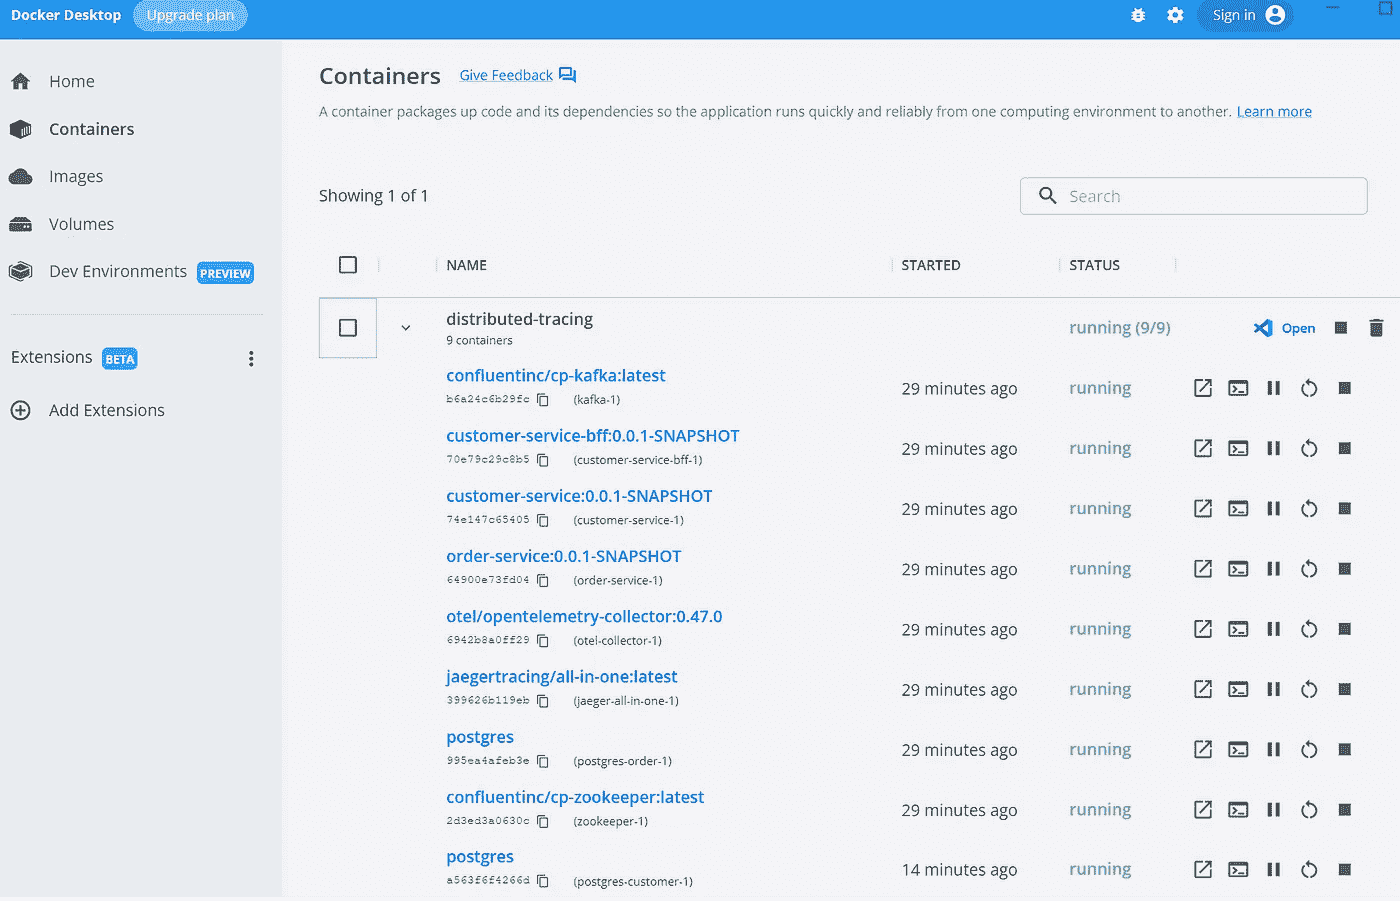 Docker Desktop Upgrade plan Sign in
Home
Containers
Images
Volumes
Dev Environments PREVIEW
Extensions BETA
Add Extensions
Containers Give Feedback
A container packages up code and its dependencies so the application runs quickly and reliably from one computing environment to another. Learn more
Showing 1 of 1
Search
NAME STARTED STATUS
distributed-tracing running (9/9) Open
9 containers
confluentinc/cp-kafka:latest 29 minutes ago running
b6a24c6b29fc (kafka-1)
customer-service-bff:0.0.1-SNAPSHOT 29 minutes ago running
70e79c29c8b5 (customer-service-bff-1)
customer-service:0.0.1-SNAPSHOT 29 minutes ago running
74e147c65405 (customer-service-1)
order-service:0.0.1-SNAPSHOT 29 minutes ago running
64900e73fd04 (order-service-1)
otel/opentelemetry-collector:0.47.0 29 minutes ago running
6942b8a0ff29 (otel-collector-1)
jaegertracing/all-in-one:latest 29 minutes ago running
399626b119eb (jaeger-all-in-one-1)
postgres 29 minutes ago running
995ea4afeb3e (postgres-order-1)
confluentinc/cp-zookeeper:latest 29 minutes ago running
2d3ed3a0630c (zookeeper-1)
postgres 14 minutes ago running
a563f6f4266d (postgres-customer-1)